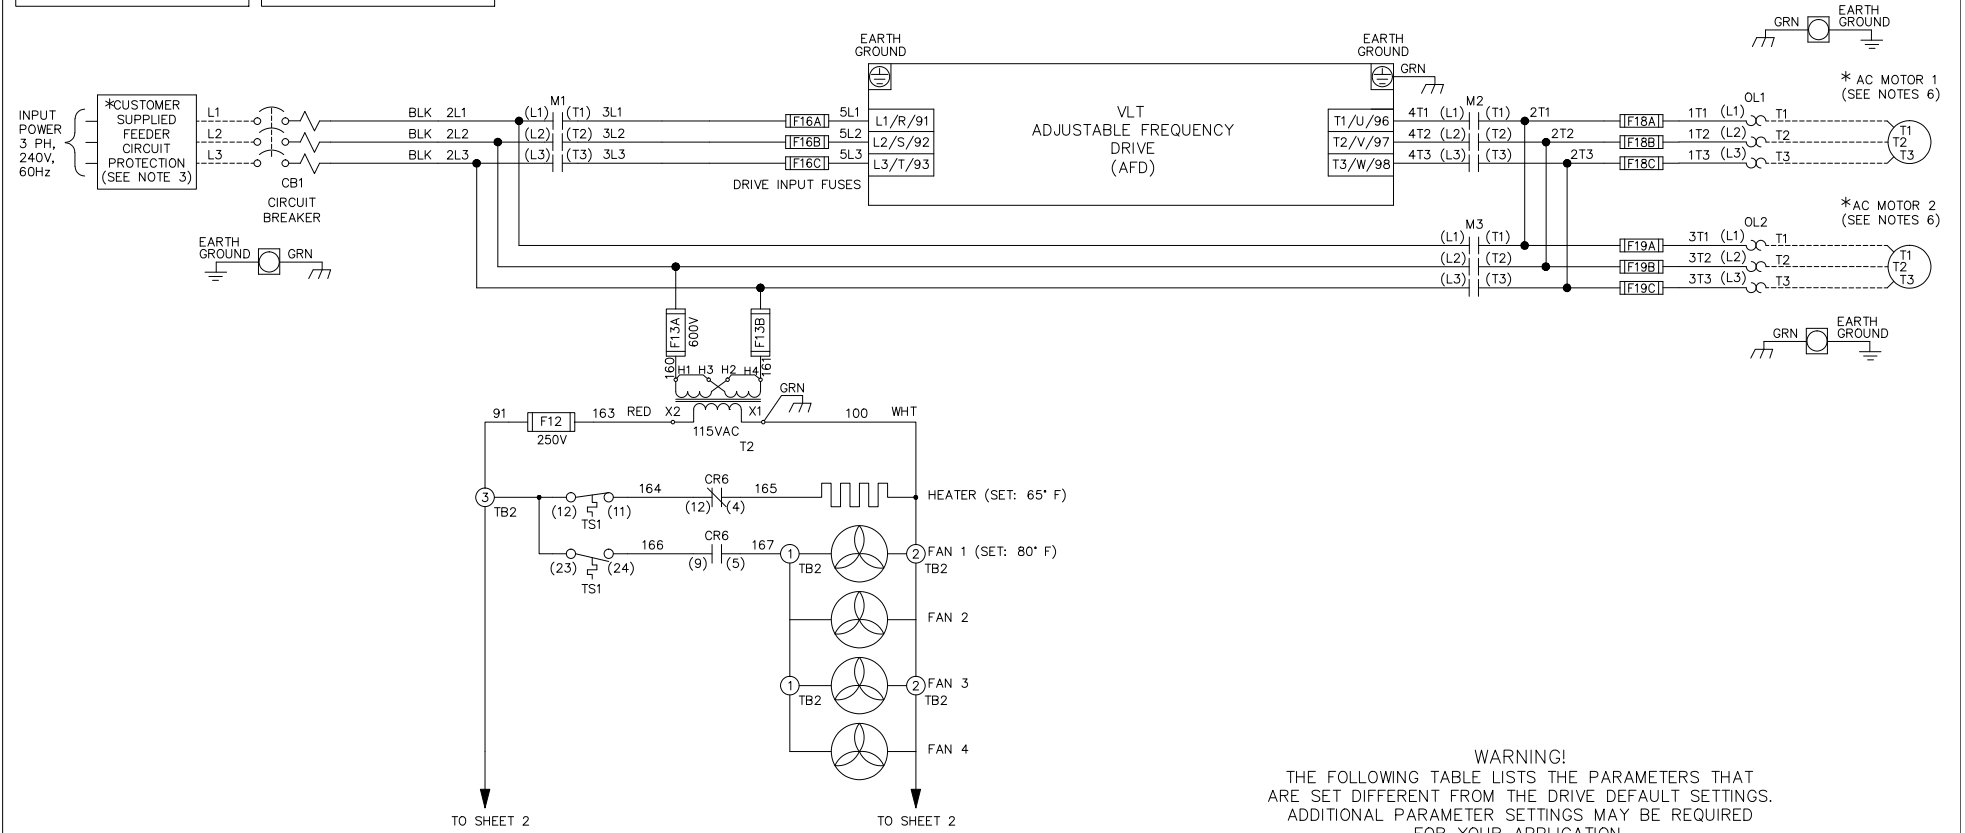 EARTH
GROUND
GRN
EARTH
GROUND
EARTH
GROUND
GRN
* AC MOTOR 1
(SEE NOTES 6)
INPUT
POWER
3 PH,
240V,
60Hz
*CUSTOMER
SUPPLIED
FEEDER
CIRCUIT
PROTECTION
(SEE NOTE 3)
L1
L2
L3
CB1
CIRCUIT
BREAKER
BLK 2L1
BLK 2L2
BLK 2L3
M1
(L1) (T1) 3L1
(L2) (T2) 3L2
(L3) (T3) 3L3
F16A 5L1
F16B 5L2
F16C 5L3
DRIVE INPUT FUSES
L1/R/91
L2/S/92
L3/T/93
VLT
ADJUSTABLE FREQUENCY
DRIVE
(AFD)
T1/U/96
T2/V/97
T3/W/98
M2
4T1 (L1) (T1) 2T1
4T2 (L2) (T2) 2T2
4T3 (L3) (T3) 2T3
OL1
F18A 1T1 (L1) T1
F18B 1T2 (L2) T2
F18C 1T3 (L3) T3
T1
T2
T3
*AC MOTOR 2
(SEE NOTES 6)
M3
(L1) (T1)
(L2) (T2)
(L3) (T3)
OL2
F19A 3T1 (L1) T1
F19B 3T2 (L2) T2
F19C 3T3 (L3) T3
T1
T2
T3
EARTH
GROUND
GRN
GRN
EARTH
GROUND
F13A
600V
F13B
160
161
H1 H3 H2 H4
GRN
91
F12
250V
163 RED X2
X1
100 WHT
115VAC
T2
3
TB2
(12)
TS1
(11)
164
CR6
(12) (4)
165
HEATER (SET: 65° F)
(23)
TS1
(24)
166
CR6
(9) (5)
167
1
TB2
2
TB2
FAN 1 (SET: 80° F)
FAN 2
1
TB2
2
TB2
FAN 3
FAN 4
TO SHEET 2
TO SHEET 2
WARNING!
THE FOLLOWING TABLE LISTS THE PARAMETERS THAT
ARE SET DIFFERENT FROM THE DRIVE DEFAULT SETTINGS.
ADDITIONAL PARAMETER SETTINGS MAY BE REQUIRED
FOR YOUR APPLICATION